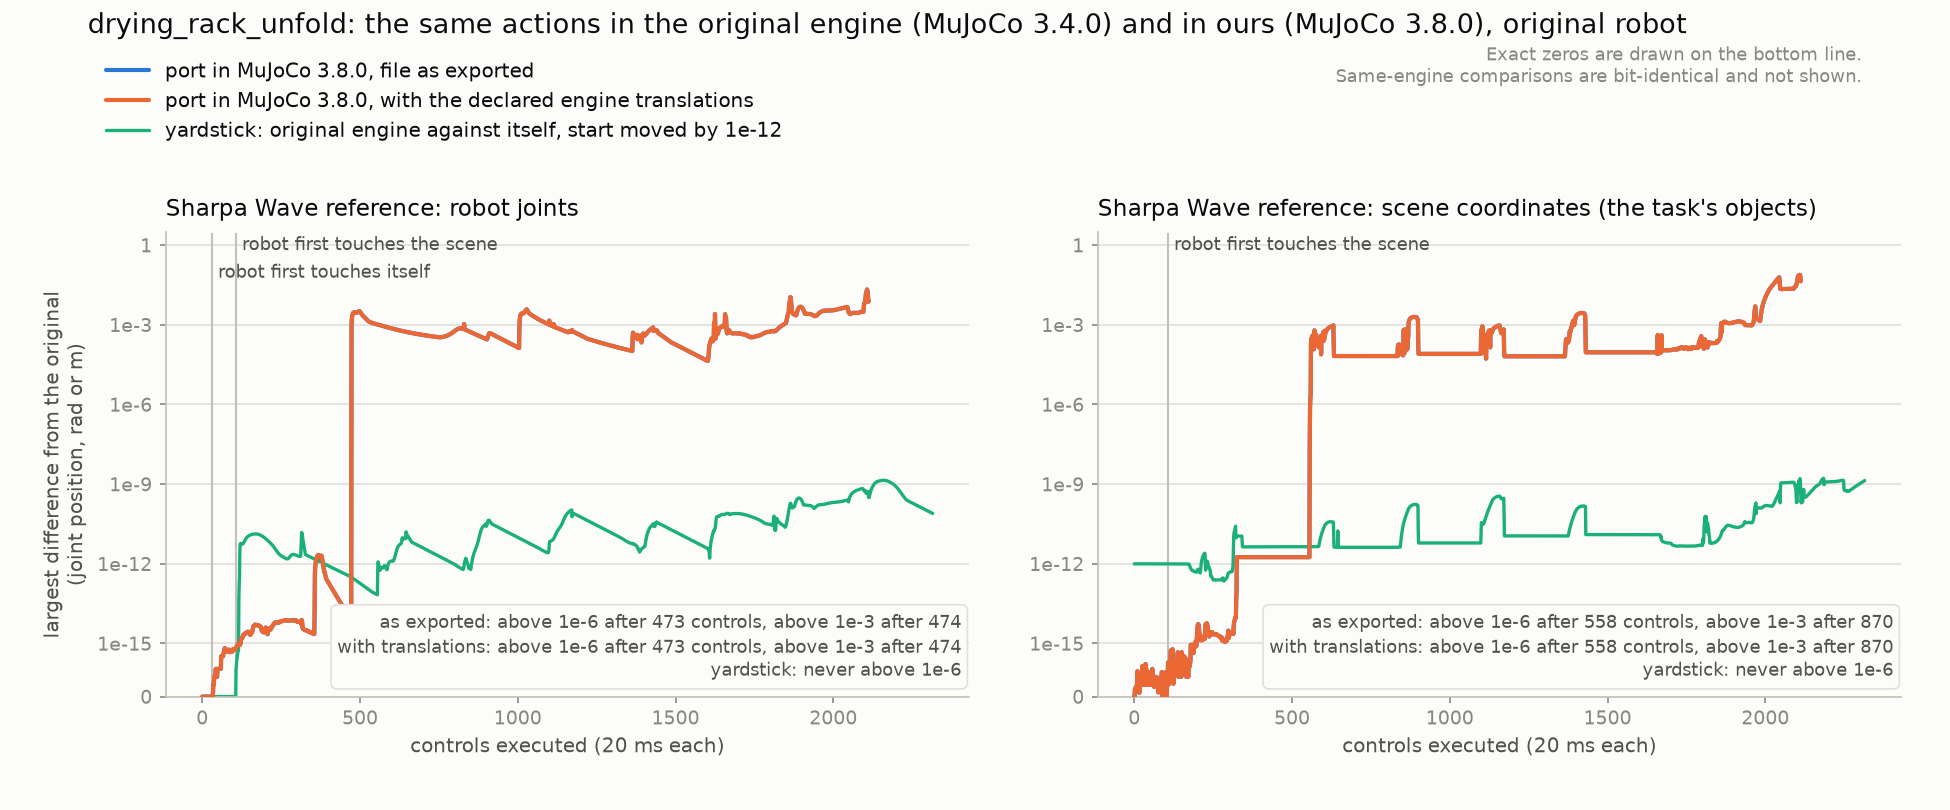 drying_rack_unfold: the same actions in the original engine (MuJoCo 3.4.0) and in ours (MuJoCo 3.8.0), original robot
Exact zeros are drawn on the bottom line.
Same-engine comparisons are bit-identical and not shown.
port in MuJoCo 3.8.0, file as exported
port in MuJoCo 3.8.0, with the declared engine translations
yardstick: original engine against itself, start moved by 1e-12
Sharpa Wave reference: robot joints
robot first touches the scene
robot first touches itself
largest difference from the original
(joint position, rad or m)
1
1e-3
1e-6
1e-9
1e-12
1e-15
0
as exported: above 1e-6 after 473 controls, above 1e-3 after 474
with translations: above 1e-6 after 473 controls, above 1e-3 after 474
yardstick: never above 1e-6
0 500 1000 1500 2000
controls executed (20 ms each)
Sharpa Wave reference: scene coordinates (the task's objects)
robot first touches the scene
1
1e-3
1e-6
1e-9
1e-12
1e-15
0
as exported: above 1e-6 after 558 controls, above 1e-3 after 870
with translations: above 1e-6 after 558 controls, above 1e-3 after 870
yardstick: never above 1e-6
0 500 1000 1500 2000
controls executed (20 ms each)